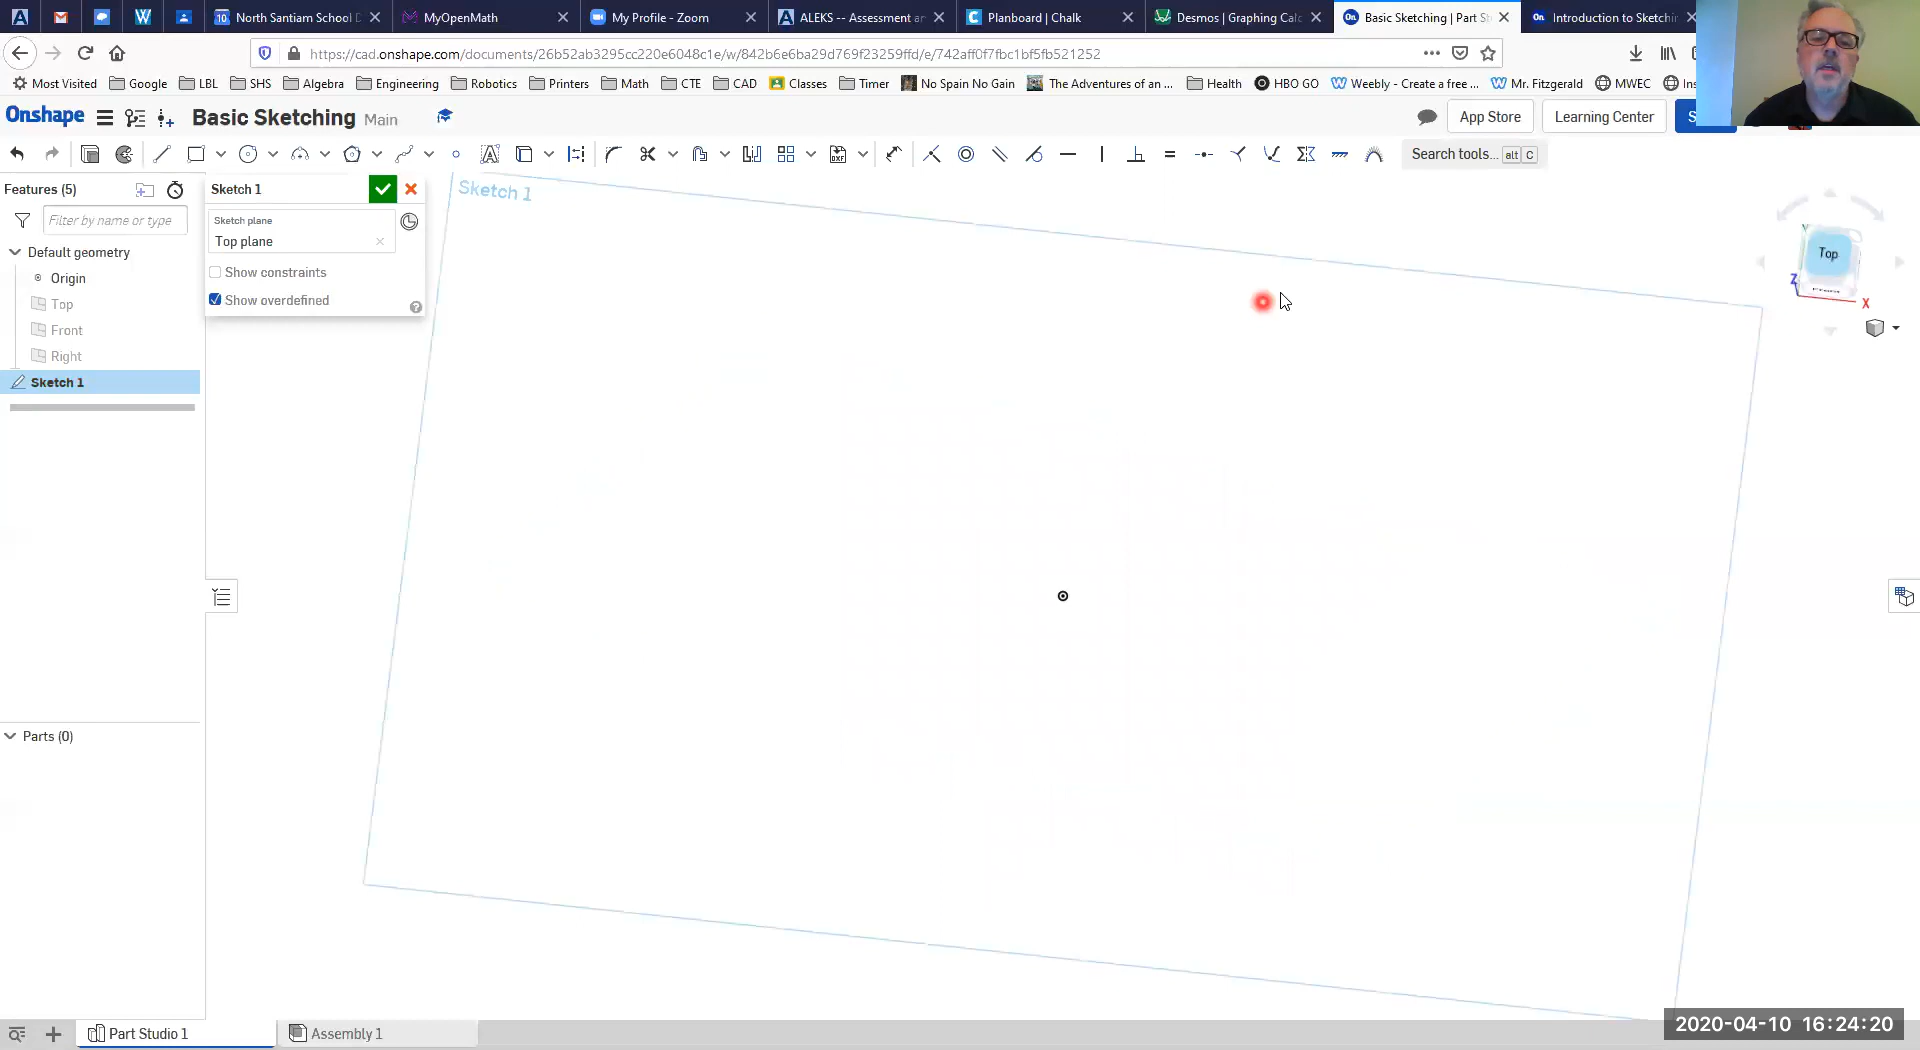 North Santiam School D
MyOpenMath
My Profile - Zoom
ALEKS -- Assessment a
Planboard | Chalk
Desmos | Graphing Calc
Basic Sketching | Part St
Introduction to Sketchin
https://cad.onshape.com/documents/26b52ab3295cc220e6048c1e/w/842b6e6ba29d769f23259ffd/e/742aff0f7fbc1bf5fb521252
Most Visited Google LBL SHS Algebra Engineering Robotics Printers Math CTE CAD Classes Timer No Spain No Gain The Adventures of an ... Health HBO GO Weebly - Create a free ... Mr. Fitzgerald MWEC
Onshape Basic Sketching Main App Store Learning Center
Search tools... alt C
Features (5)
Sketch 1
Sketch 1
Filter by name or type
Sketch plane
Top plane
Default geometry
Show constraints
Origin
Show overdefined
Top
Front
Right
Sketch 1
Top
Front
Z
X
Parts (0)
Part Studio 1
Assembly 1
2020-04-10 16:24:20